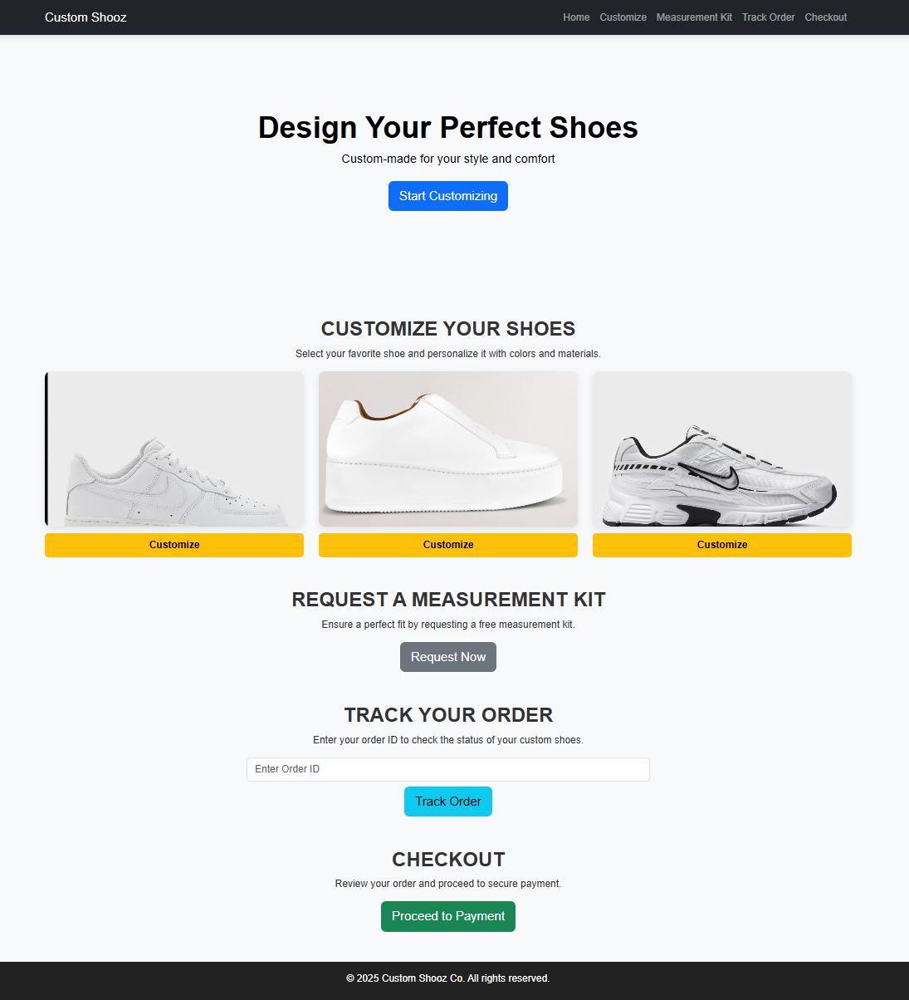 Custom Shooz
Home Customize Measurement Kit Track Order Checkout
Design Your Perfect Shoes
Custom-made for your style and comfort
Start Customizing
CUSTOMIZE YOUR SHOES
Select your favorite shoe and personalize it with colors and materials.
Customize Customize Customize
REQUEST A MEASUREMENT KIT
Ensure a perfect fit by requesting a free measurement kit.
Request Now
TRACK YOUR ORDER
Enter your order ID to check the status of your custom shoes.
Enter Order ID
Track Order
CHECKOUT
Review your order and proceed to secure payment.
Proceed to Payment
© 2025 Custom Shooz Co. All rights reserved.